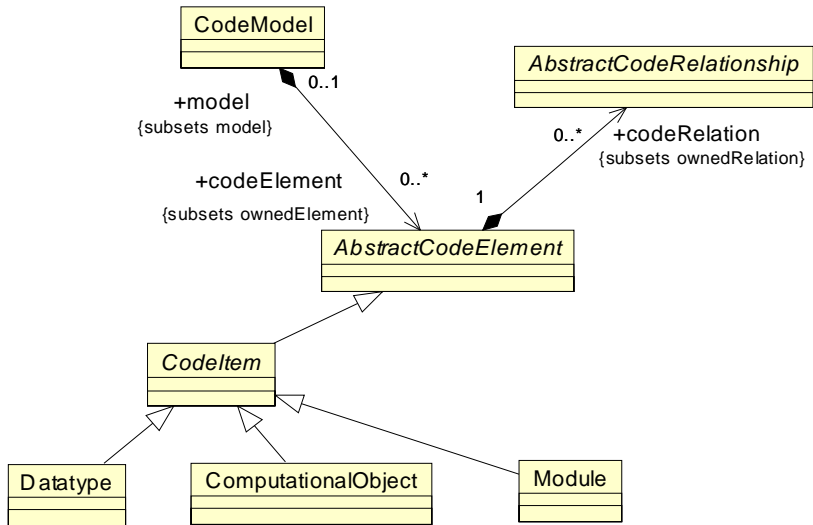 CodeModel
AbstractCodeRelationship
0..1
+model
{subsets model}
0..*
+codeRelation
{subsets ownedRelation}
+codeElement
0..*
{subsets ownedElement}
1
AbstractCodeElement
CodeItem
Datatype
ComputationalObject
Module